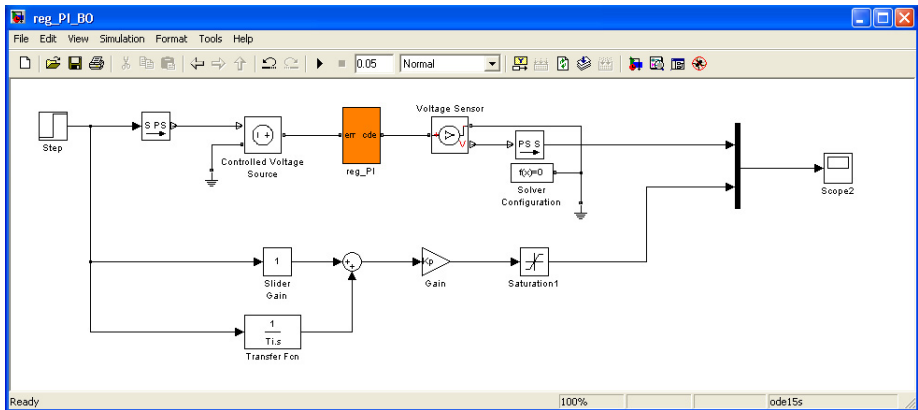 reg_PI_BO
File Edit View Simulation Format Tools Help
0.05 Normal
Step
S PS
Controlled Voltage
Source
err cde
reg_PI
Voltage Sensor
V
PS S
f(x)=0
Solver
Configuration
Scope2
1
Slider
Gain
Kp
Gain
Saturation1
1
Ti.s
Transfer Fcn
Ready 100% ode15s